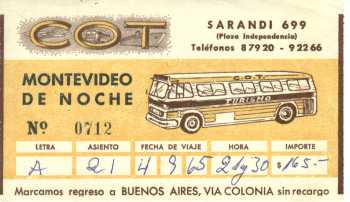 COT
SARANDI 699
(Plaza Independencia)
Teléfonos 87920 - 92266
MONTEVIDEO
DE NOCHE
COT
TURISMO
Nº 0712
LETRA ASIENTO FECHA DE VIAJE HORA IMPORTE
A 21 4 9 65 21 y 30 $165.-
Marcamos regreso a BUENOS AIRES, VIA COLONIA sin recargo